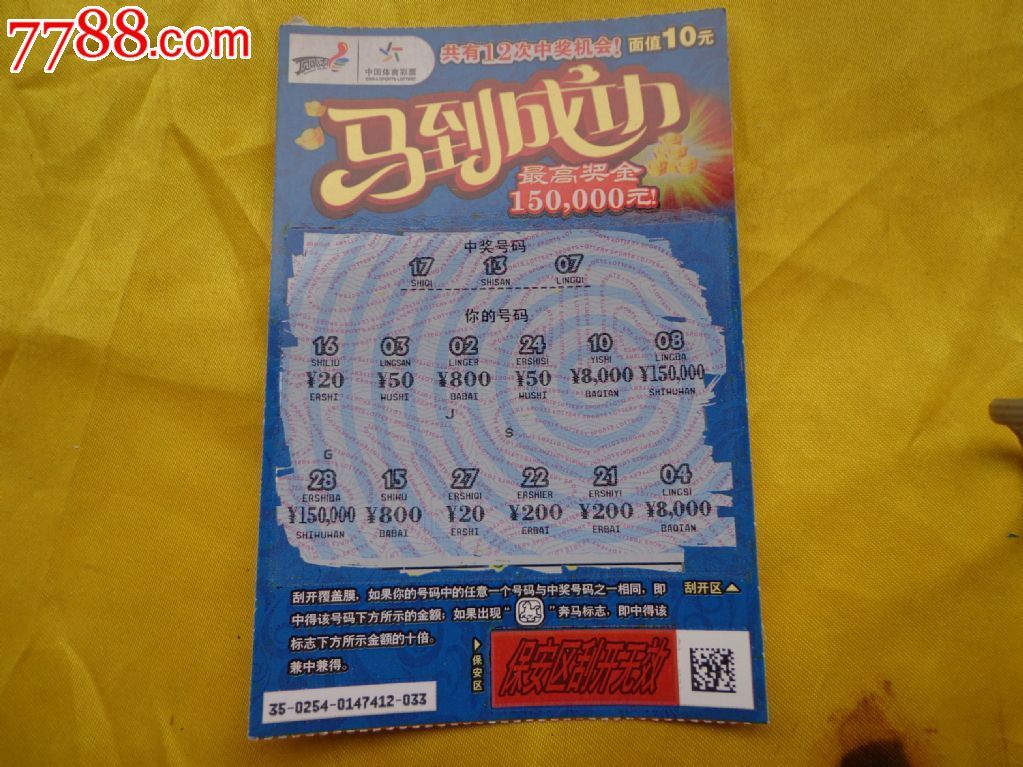 7788.com
顶呱刮
中国体育彩票
CHINA SPORTS LOTTERY
共有12次中奖机会! 面值10元
马到成功
最高奖金
150,000元!
中奖号码
17 13 07
SHIQI SHISAN LINGQI
你的号码
16 03 02 24 10 08
SHILIU LINGSAN LINGER ERSHISI YISHI LINGBA
¥20 ¥50 ¥800 ¥50 ¥8,000 ¥150,000
ERSHI WUSHI BABAI WUSHI BAQIAN SHIWUWAN
J
S
G
28 15 27 22 21 04
ERSHIBA SHIWU ERSHIQI ERSHIER ERSHIYI LINGSI
¥150,000 ¥800 ¥20 ¥200 ¥200 ¥8,000
SHIWUWAN BABAI ERSHI ERBAI ERBAI BAQIAN
刮开覆盖膜，如果你的号码中的任意一个号码与中奖号码之一相同，即 刮开区
中得该号码下方所示的金额；如果出现“ ”奔马标志，即中得该
标志下方所示金额的十倍。
兼中兼得。
保安区
保安区刮开无效
35-0254-0147412-033